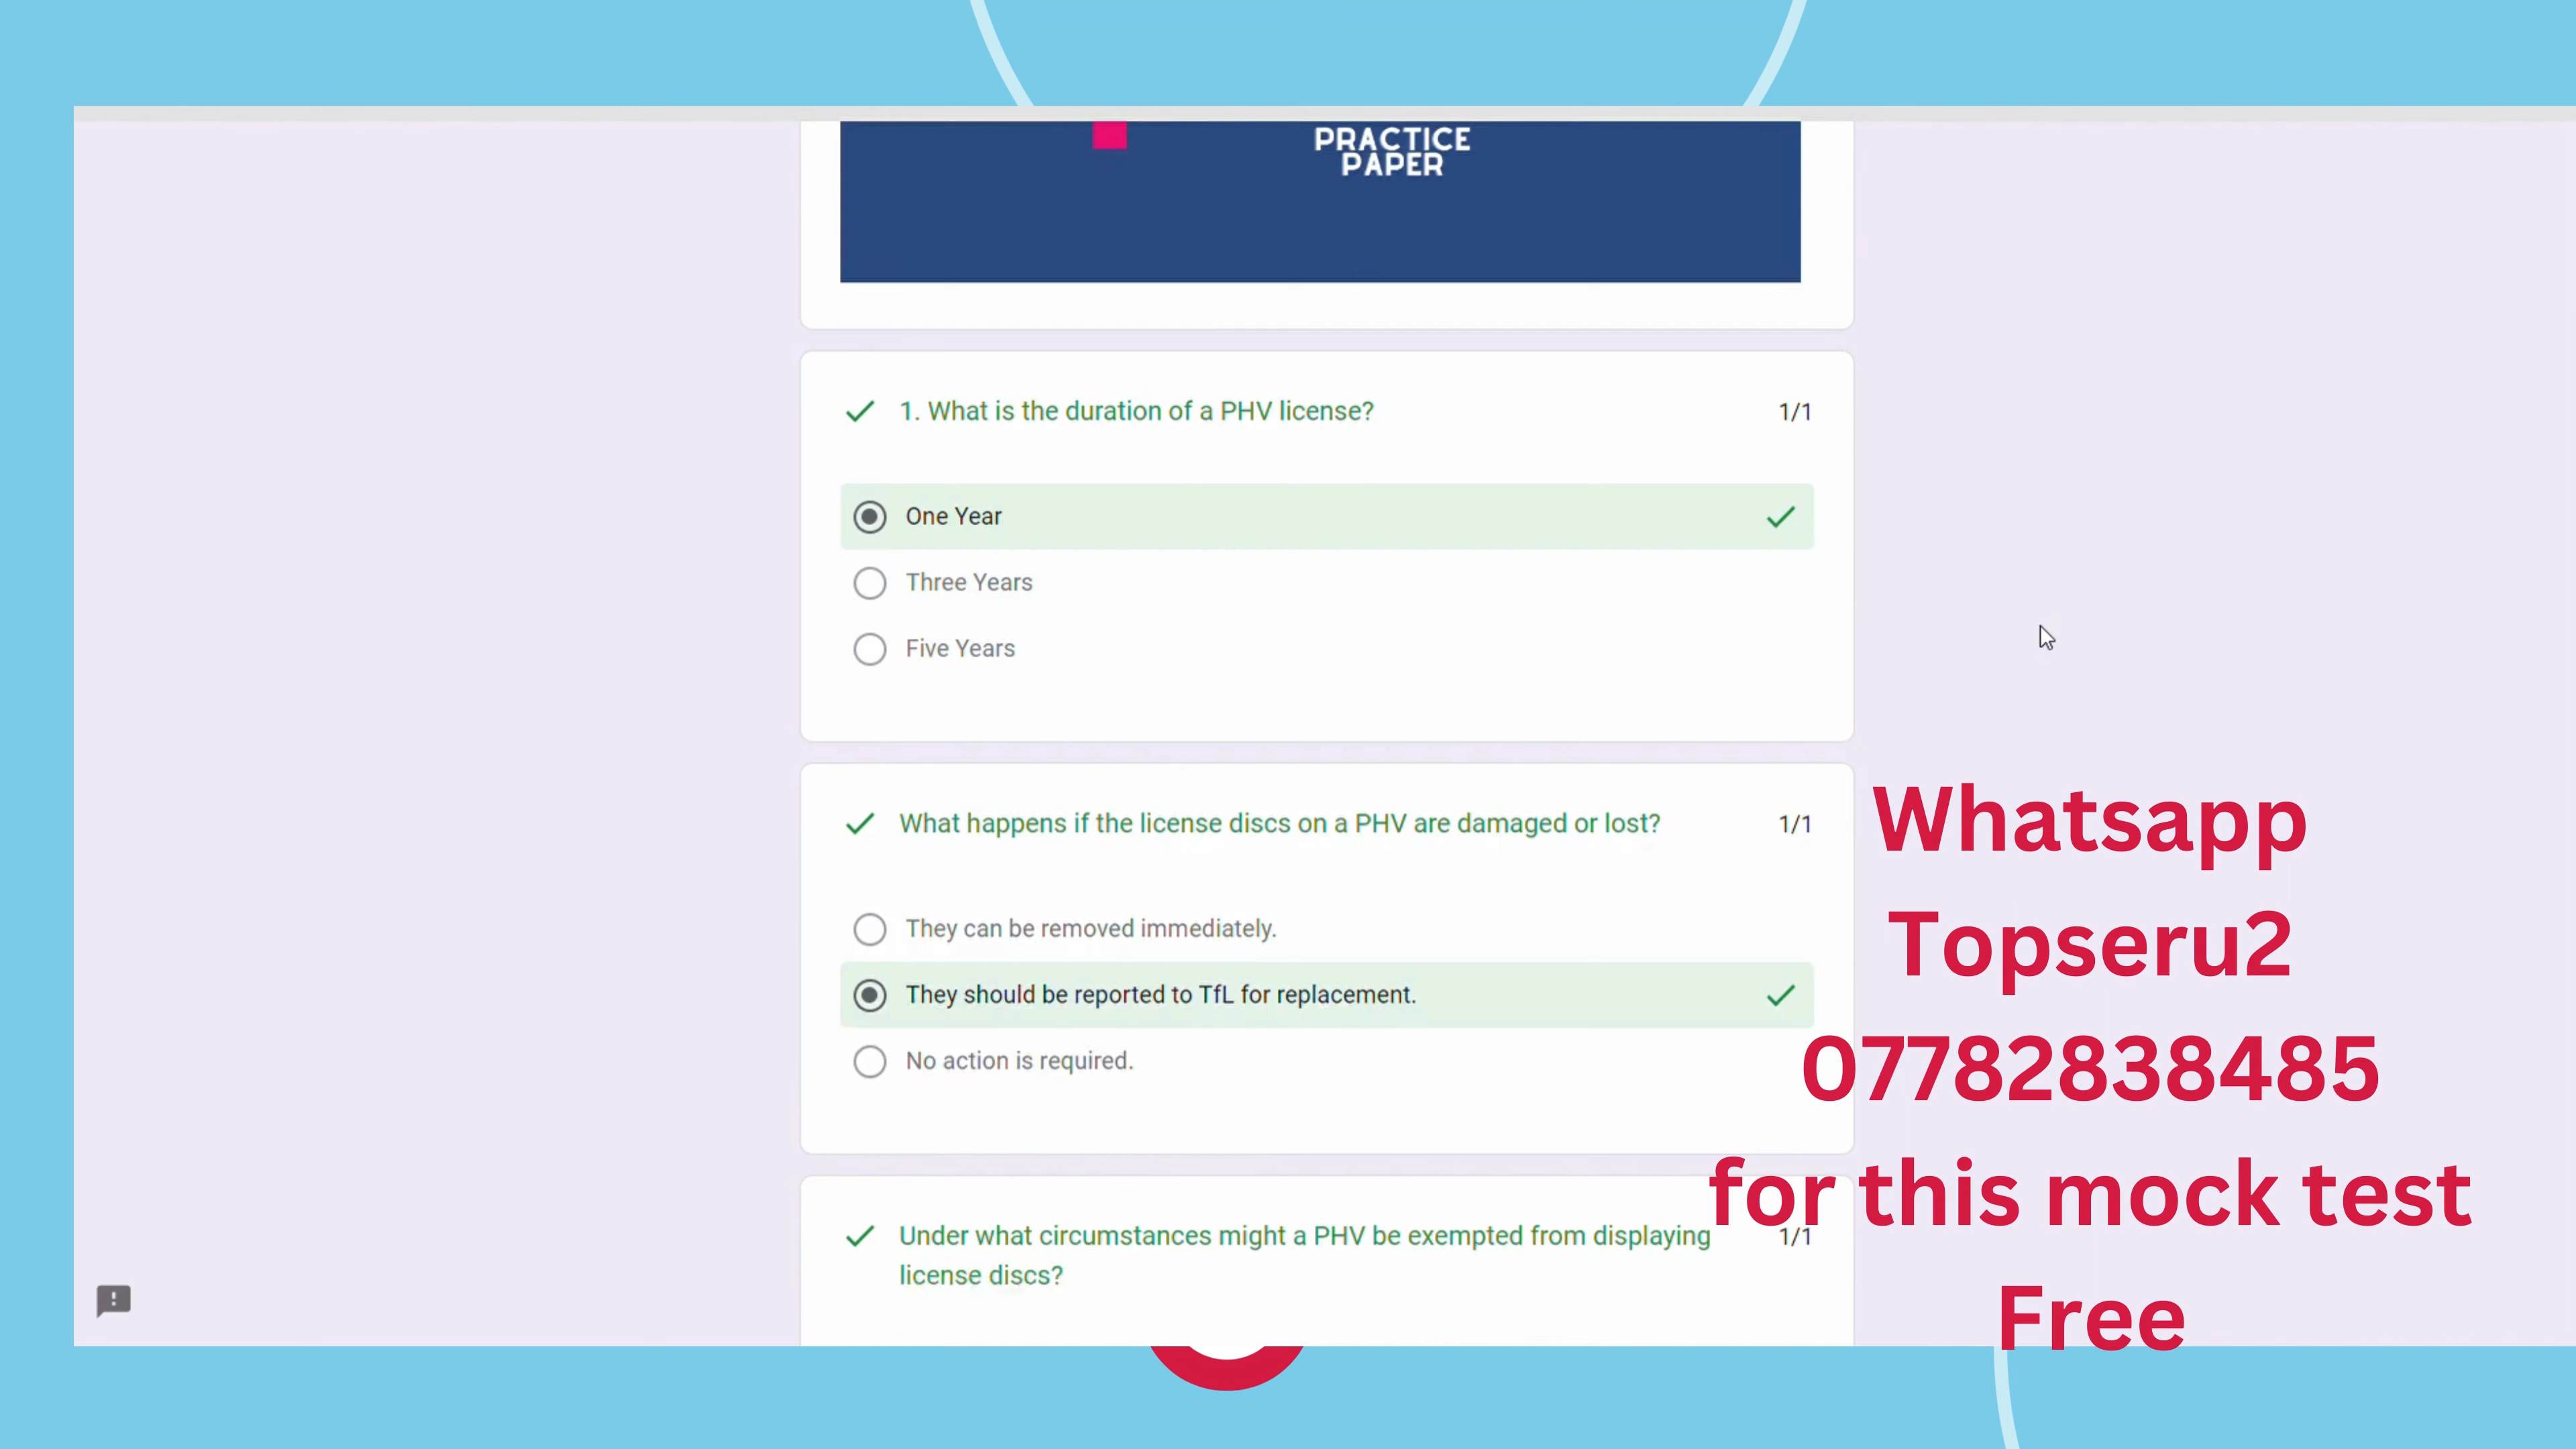 PRACTICE
PAPER
1. What is the duration of a PHV license?
1/1
One Year
Three Years
Five Years
What happens if the license discs on a PHV are damaged or lost?
1/1
They can be removed immediately.
They should be reported to TfL for replacement.
No action is required.
Under what circumstances might a PHV be exempted from displaying
license discs?
1/1
Whatsapp
Topseru2
07782838485
for this mock test
Free